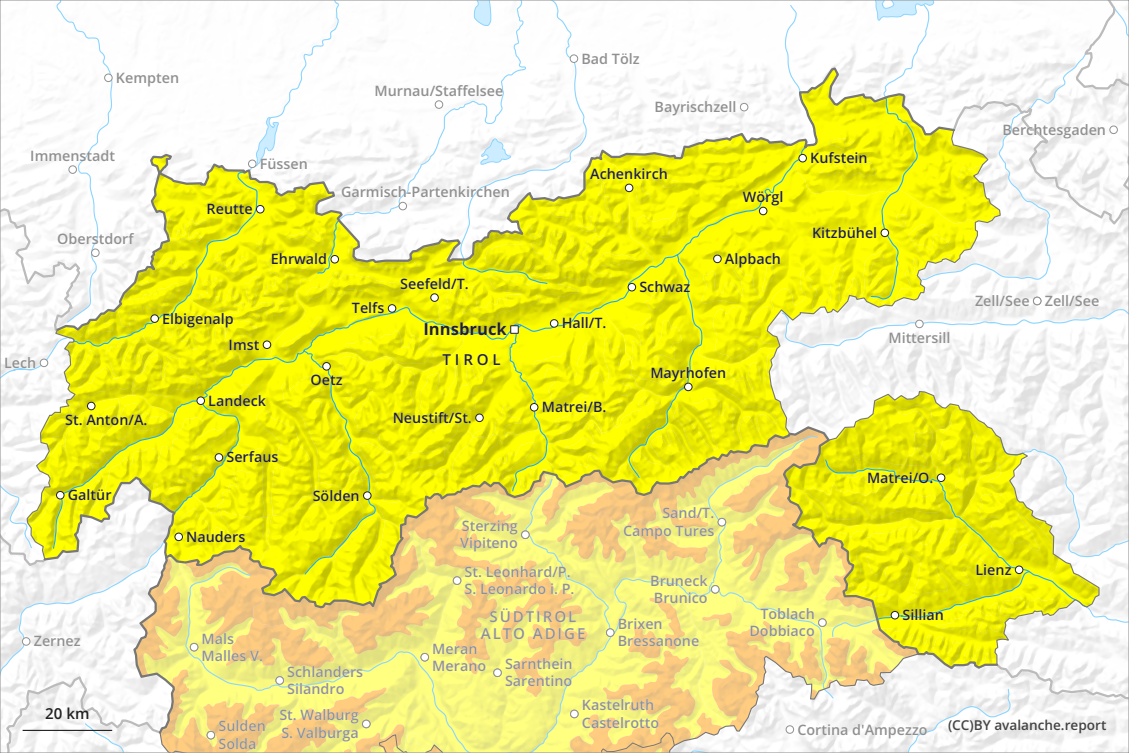 Kempten
Bad Tölz
Murnau/Staffelsee
Bayrischzell
Berchtesgaden
Immenstadt
Füssen
Kufstein
Achenkirch
Garmisch-Partenkirchen
Wörgl
Reutte
Oberstdorf
Kitzbühel
Ehrwald
Alpbach
Seefeld/T.
Schwaz
Zell/See
Zell/See
Telfs
Elbigenalp
Innsbruck
Hall/T.
Mittersill
Imst
TIROL
Lech
Oetz
Mayrhofen
Landeck
Matrei/B.
St. Anton/A.
Neustift/St.
Serfaus
Matrei/O.
Galtür
Sölden
Sand/T.
Campo Tures
Sterzing
Vipiteno
Nauders
Lienz
St. Leonhard/P.
S. Leonardo i. P.
Bruneck
Brunico
SÜDTIROL
ALTO ADIGE
Toblach
Dobbiaco
Sillian
Brixen
Bressanone
Zernez
Mals
Malles V.
Meran
Merano
Sarnthein
Sarentino
Schlanders
Silandro
Kastelruth
Castelrotto
St. Walburg
S. Valburga
20 km
Sulden
Solda
Cortina d'Ampezzo
(CC)BY avalanche.report